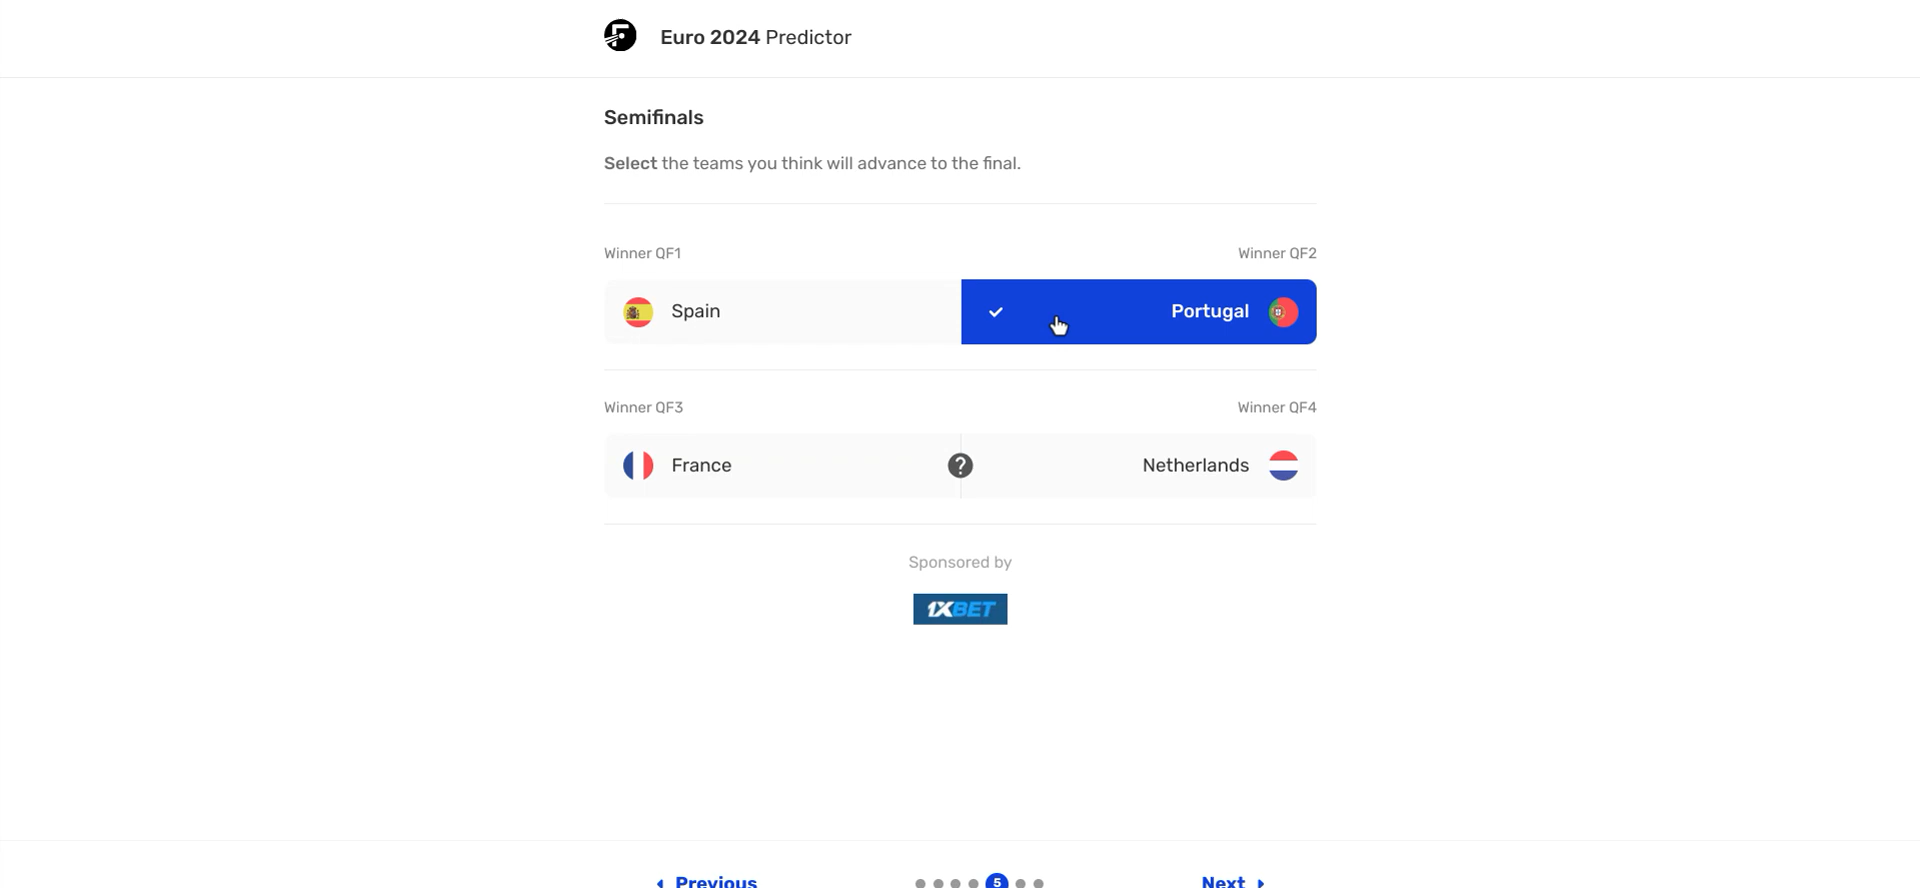 Euro 2024 Predictor
Semifinals
Select the teams you think will advance to the final.
Winner QF1
Winner QF2
Spain
Portugal
Winner QF3
Winner QF4
France
?
Netherlands
Sponsored by
1XBET
Previous
5
Next